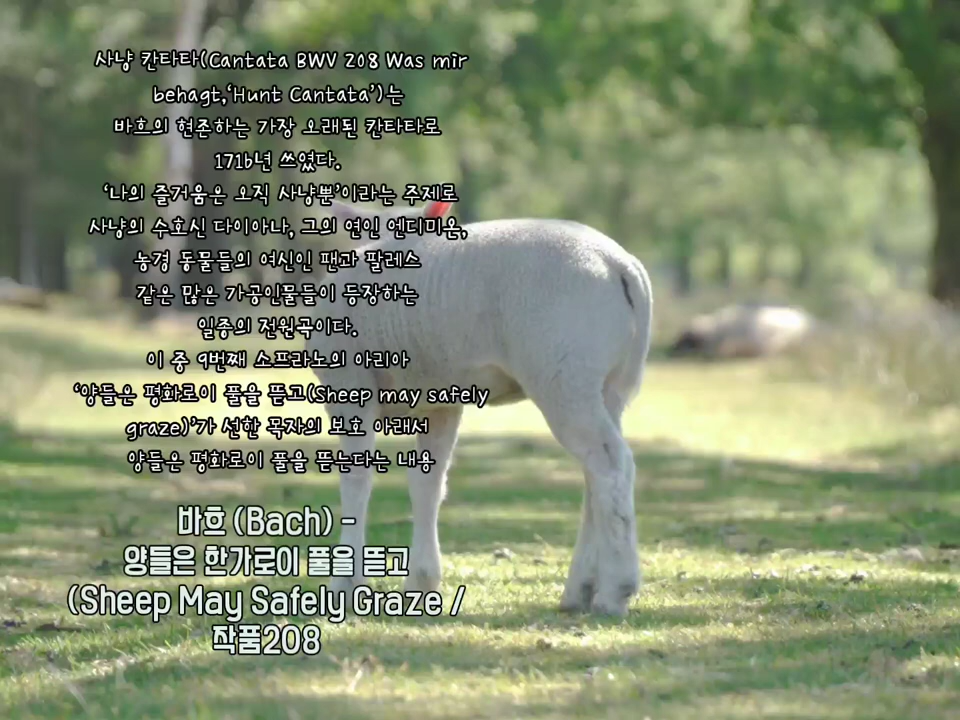 사냥 칸타타(Cantata BWV 208 Was mir
behagt,‘Hunt Cantata’)는
바흐의 현존하는 가장 오래된 칸타타로
1716년 쓰였다.
‘나의 즐거움은 오직 사냥뿐’이라는 주제로
사냥의 수호신 다이아나, 그의 연인 엔디미온,
농경 동물들의 여신인 팬과 팔레스
같은 많은 가공인물들이 등장하는
일종의 전원곡이다.
이 중 9번째 소프라노의 아리아
‘양들은 평화로이 풀을 뜯고(Sheep may safely
graze)’가 선한 목자의 보호 아래서
양들은 평화로이 풀을 뜯는다는 내용
바흐 (Bach) -
양들은 한가로이 풀을 뜯고
(Sheep May Safely Graze /
작품208